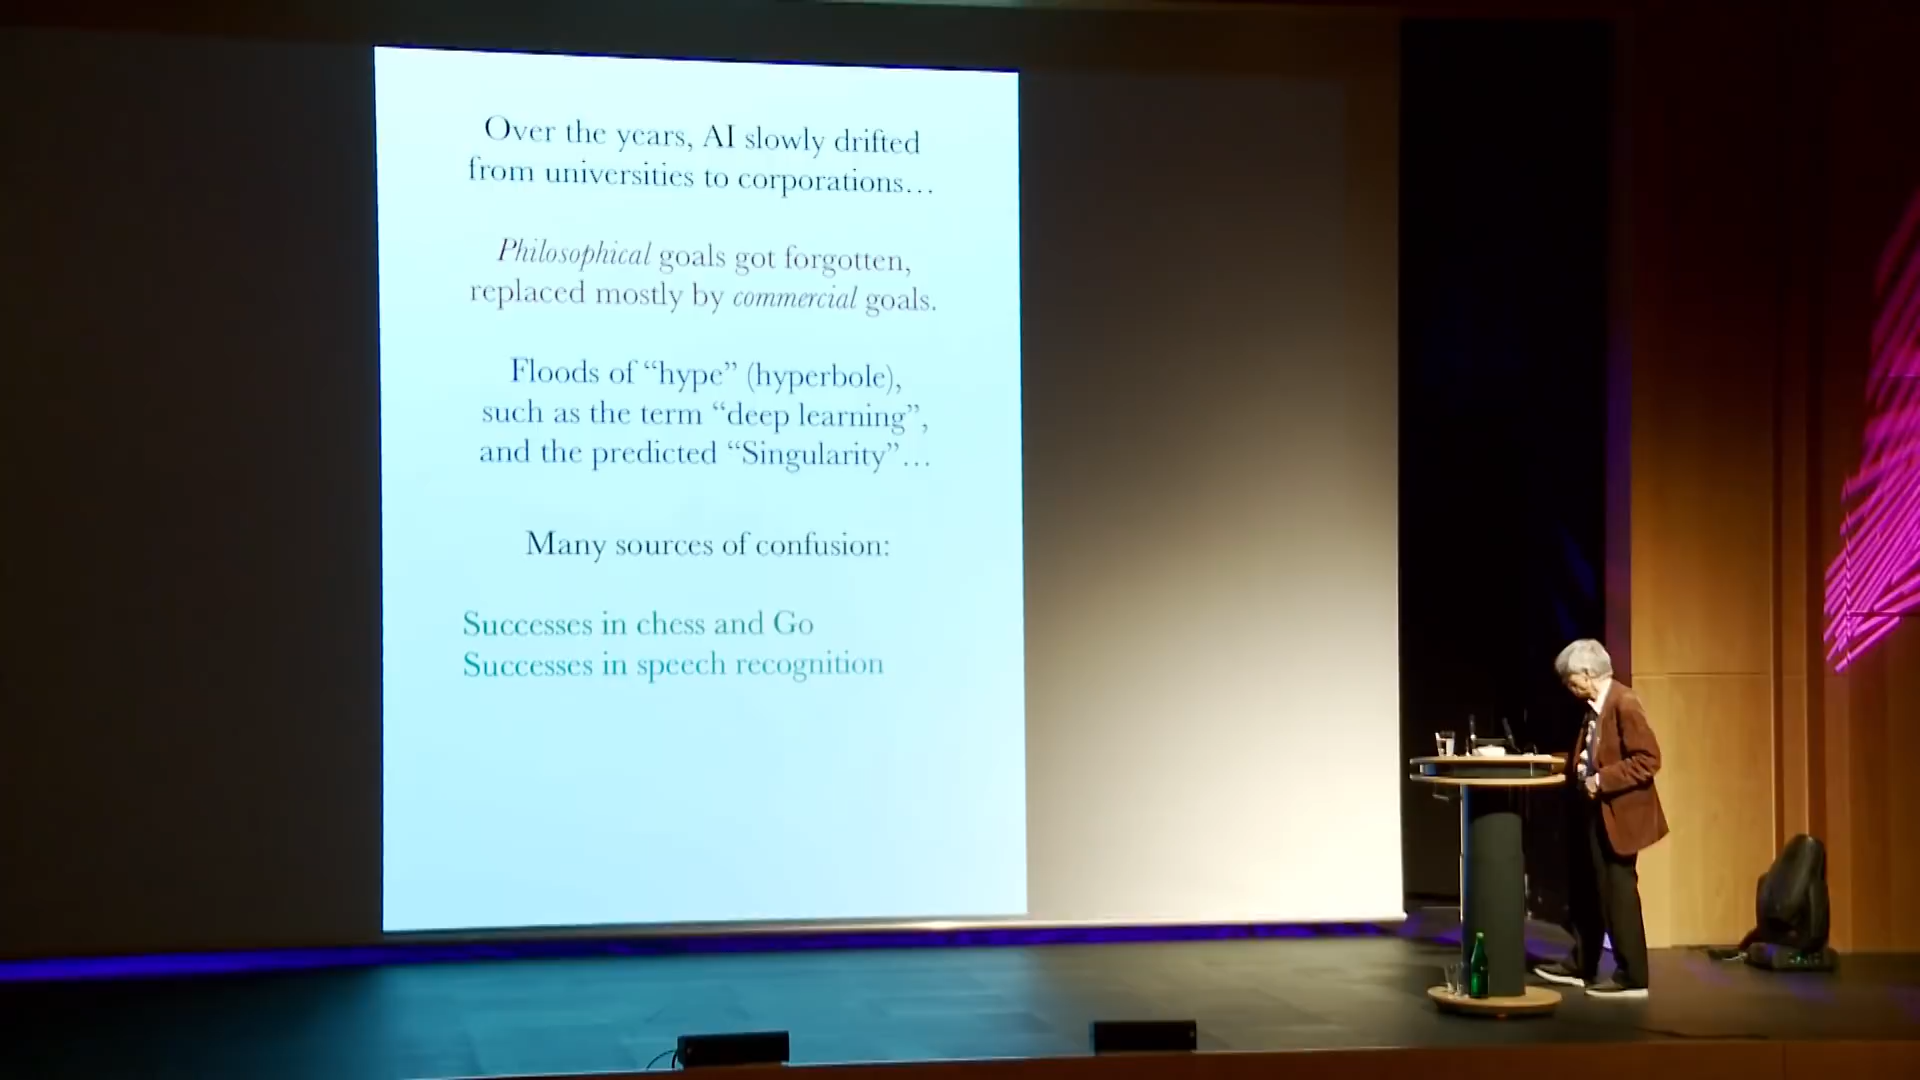 Over the years, AI slowly drifted
from universities to corporations…
Philosophical goals got forgotten,
replaced mostly by commercial goals.
Floods of “hype” (hyperbole),
such as the term “deep learning”,
and the predicted “Singularity”…
Many sources of confusion:
Successes in chess and Go
Successes in speech recognition